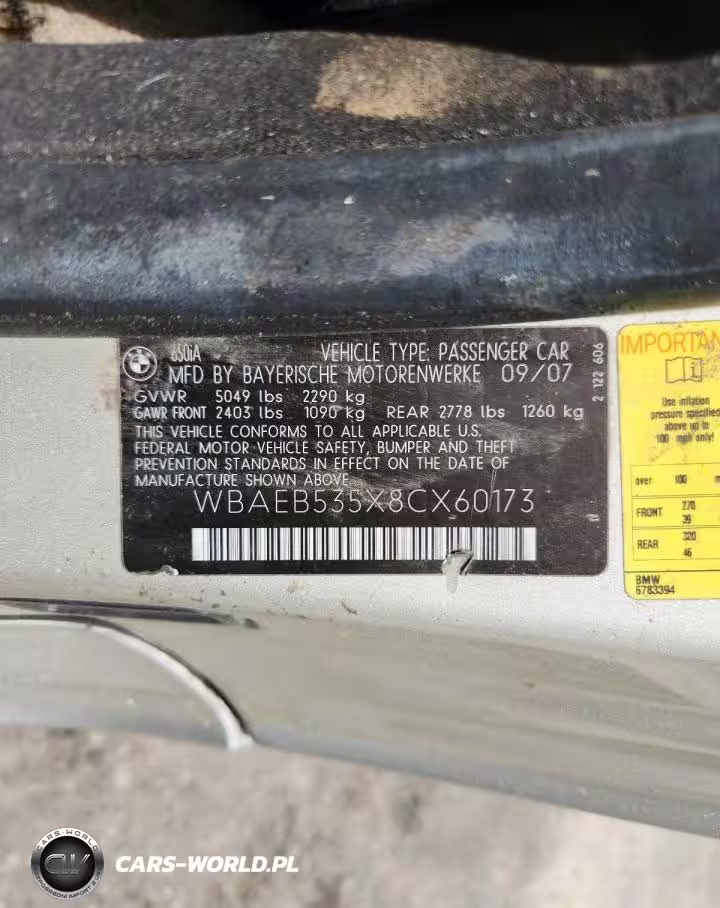 650iA VEHICLE TYPE: PASSENGER CAR
MFD BY BAYERISCHE MOTORENWERKE 09/07
GVWR 5049 lbs 2290 kg
GAWR FRONT 2403 lbs 1090 kg REAR 2778 lbs 1260 kg
THIS VEHICLE CONFORMS TO ALL APPLICABLE U.S.
FEDERAL MOTOR VEHICLE SAFETY, BUMPER AND THEFT
PREVENTION STANDARDS IN EFFECT ON THE DATE OF
MANUFACTURE SHOWN ABOVE.
WBAEB535X8CX60173
2 122 606
IMPORTAN
Use inflation
pressure specified
above up to
100 mph only!
over 100 m
FRONT 270
39
REAR 320
46
BMW
6783394
CARS-WORLD
CW
CARS-WORLD.PL